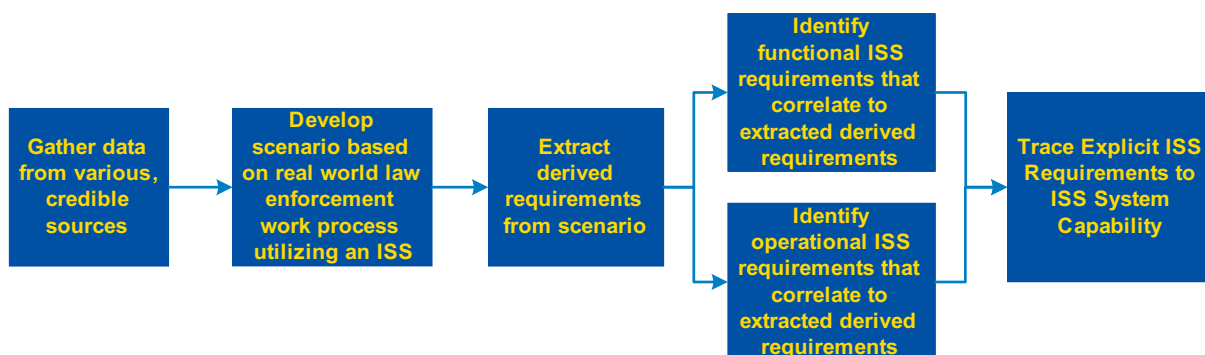 Gather data
from various,
credible
sources
Develop
scenario based
on real world law
enforcement
work process
utilizing an ISS
Extract
derived
requirements
from scenario
Identify
functional ISS
requirements that
correlate to
extracted derived
requirements
Identify
operational ISS
requirements that
correlate to
extracted derived
requirements
Trace Explicit ISS
Requirements to
ISS System
Capability